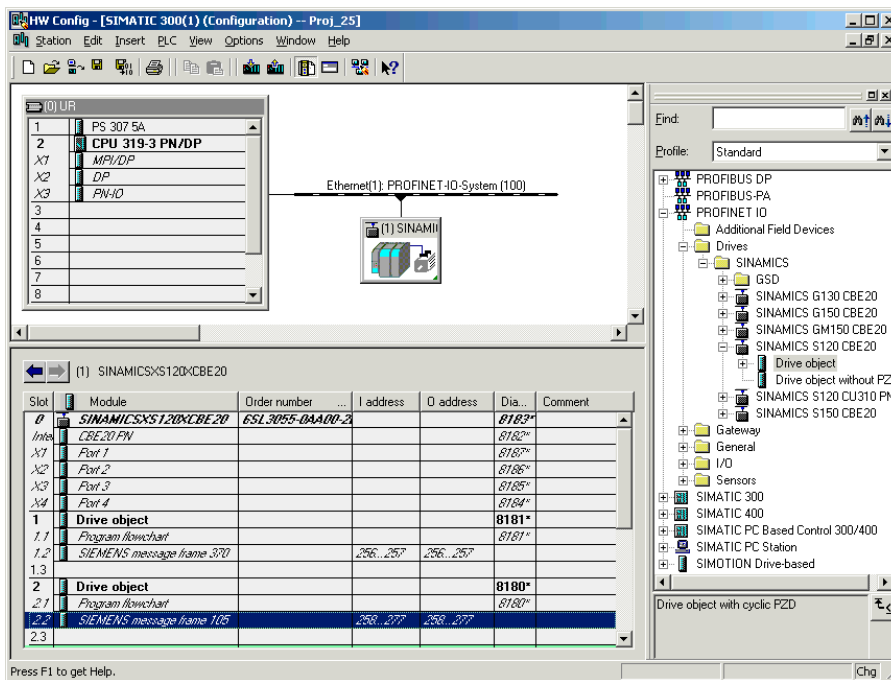 HW Config - [SIMATIC 300(1) (Configuration) -- Proj_25]
Station Edit Insert PLC View Options Window Help
(0) UR
1 PS 307 5A
2 CPU 319-3 PN/DP
X1 MPI/DP
X2 DP
X3 PN-IO
3
4
5
6
7
8
Ethernet(1): PROFINET-IO-System (100)
(1) SINAMI
Find:
Profile: Standard
PROFIBUS DP
PROFIBUS-PA
PROFINET IO
Additional Field Devices
Drives
SINAMICS
GSD
SINAMICS G130 CBE20
SINAMICS G150 CBE20
SINAMICS GM150 CBE20
SINAMICS S120 CBE20
Drive object
Drive object without PZ
SINAMICS S120 CU310 PN
SINAMICS S150 CBE20
Gateway
General
I/O
Sensors
SIMATIC 300
SIMATIC 400
SIMATIC PC Based Control 300/400
SIMATIC PC Station
SIMOTION Drive-based
Drive object with cyclic PZD
(1) SINAMICSXS120XCBE20
Slot Module Order number ... I address O address Dia... Comment
0 SINAMICSXS120XCBE20 6SL3055-0AA00-2 8183*
Inte CBE20 PN 8182*
X1 Port 1 8187*
X2 Port 2 8186*
X3 Port 3 8185*
X4 Port 4 8184*
1 Drive object 8181*
1.1 Program flowchart 8181*
1.2 SIEMENS message frame 370 256...257 256...257
1.3
2 Drive object 8180*
2.1 Program flowchart 8180*
2.2 SIEMENS message frame 105 258...277 258...277
2.3
Press F1 to get Help.
Chg